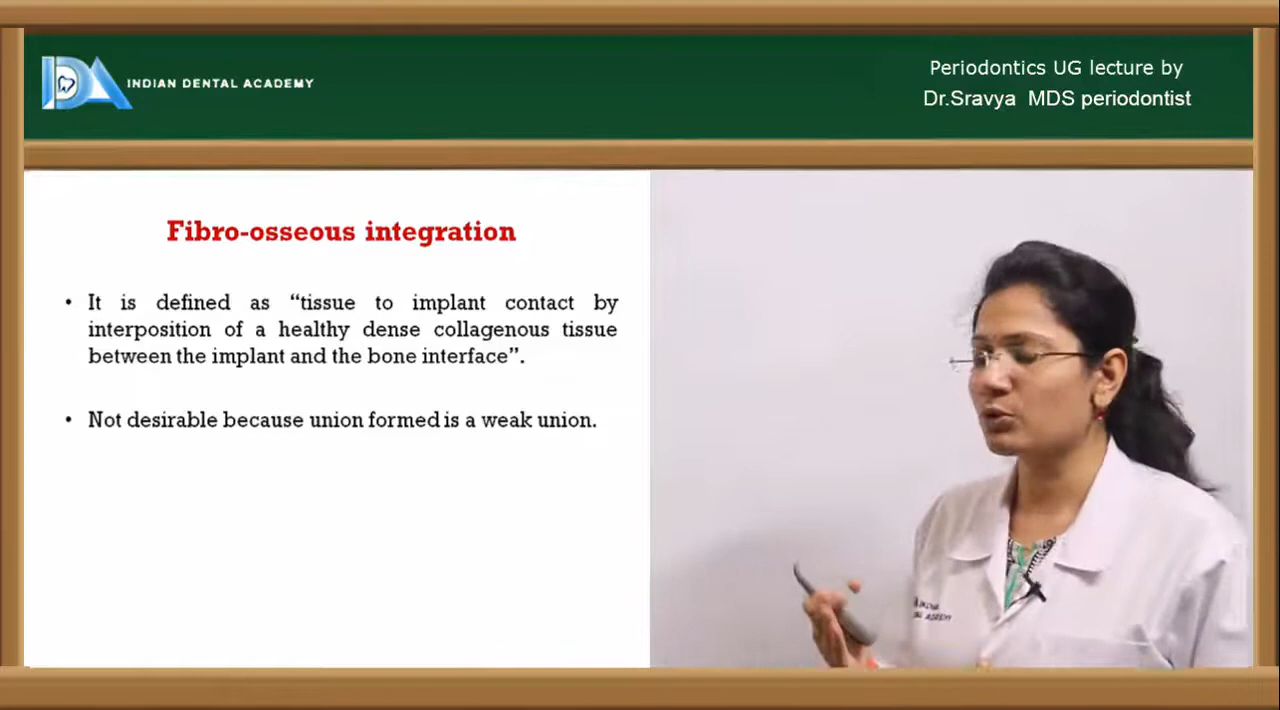 INDIAN DENTAL ACADEMY
Periodontics UG lecture by
Dr.Sravya MDS periodontist
Fibro-osseous integration
• It is defined as “tissue to implant contact by
interposition of a healthy dense collagenous tissue
between the implant and the bone interface”.
• Not desirable because union formed is a weak union.